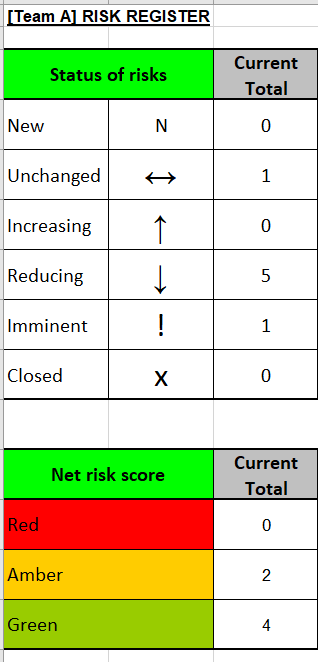 [Team A] RISK REGISTER
Status of risks Current Total
New N 0
Unchanged ↔ 1
Increasing ↑ 0
Reducing ↓ 5
Imminent ! 1
Closed x 0
Net risk score Current Total
Red 0
Amber 2
Green 4